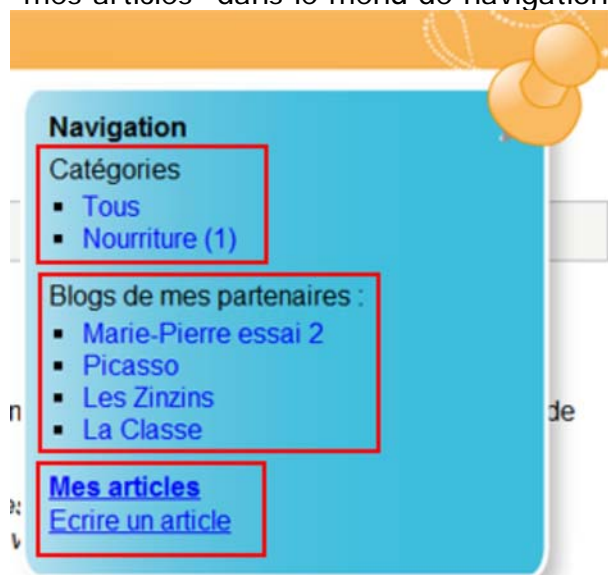 mes articles" dans le menu de navigation
Navigation
Catégories
▪ Tous
▪ Nourriture (1)
Blogs de mes partenaires :
▪ Marie-Pierre essai 2
▪ Picasso
▪ Les Zinzins
▪ La Classe
de
Mes articles
Ecrire un article